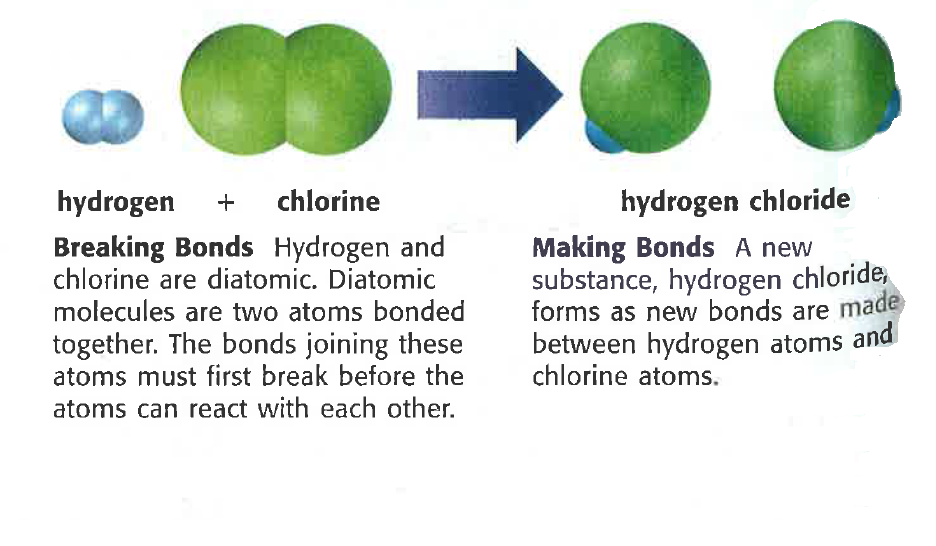 hydrogen + chlorine
hydrogen chloride
Breaking Bonds Hydrogen and
chlorine are diatomic. Diatomic
molecules are two atoms bonded
together. The bonds joining these
atoms must first break before the
atoms can react with each other.
Making Bonds A new
substance, hydrogen chloride,
forms as new bonds are made
between hydrogen atoms and
chlorine atoms.